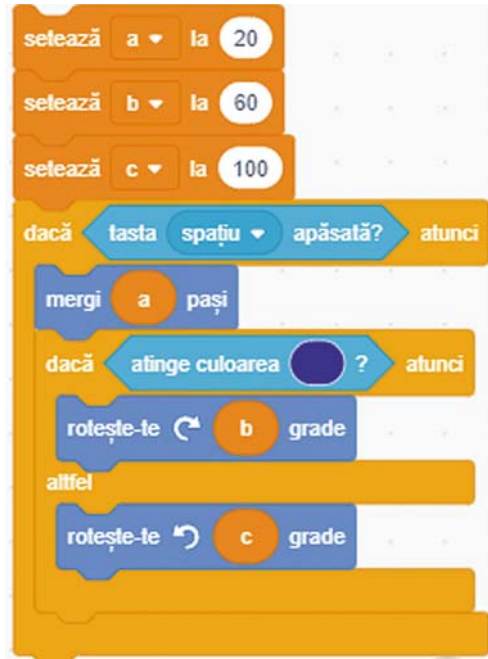 setează a la 20
setează b la 60
setează c la 100
dacă tasta spațiu apăsată? atunci
mergi a pași
dacă atinge culoarea ? atunci
rotește-te b grade
altfel
rotește-te c grade